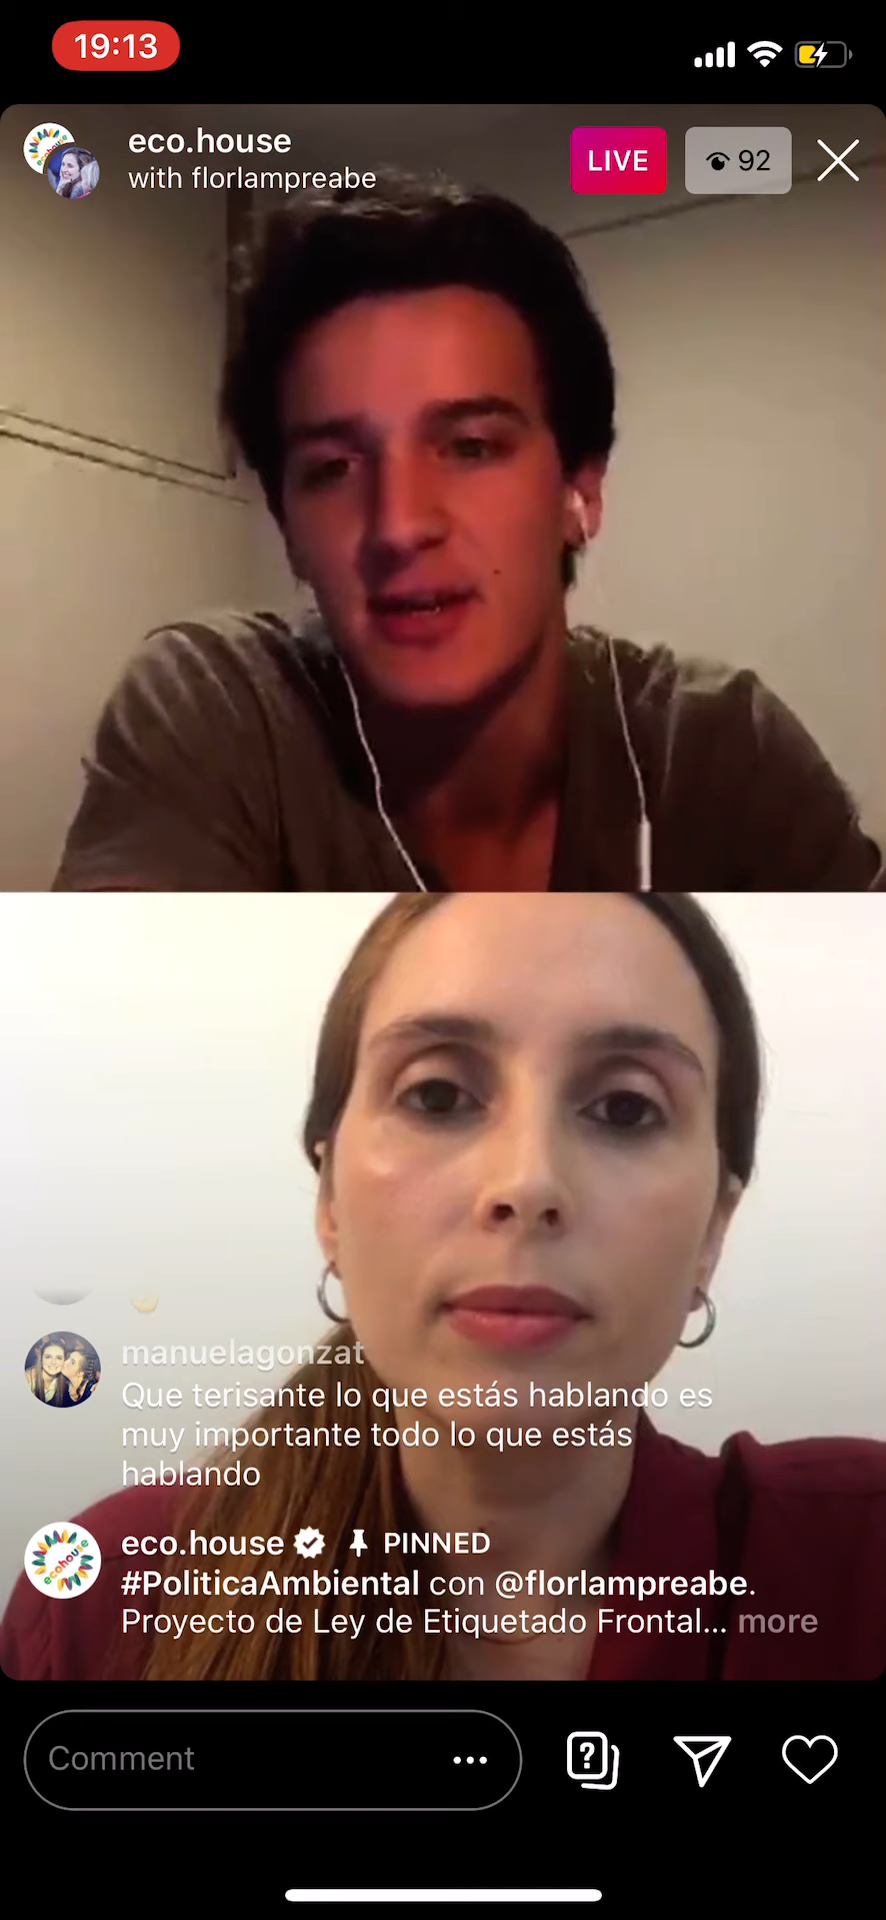 19:13
eco.house
with florlampreabe
LIVE
92
manuelagonzat
Que terisante lo que estás hablando es
muy importante todo lo que estás
hablando
ecohouse
eco.house PINNED
#PoliticaAmbiental con @florlampreabe.
Proyecto de Ley de Etiquetado Frontal... more
Comment